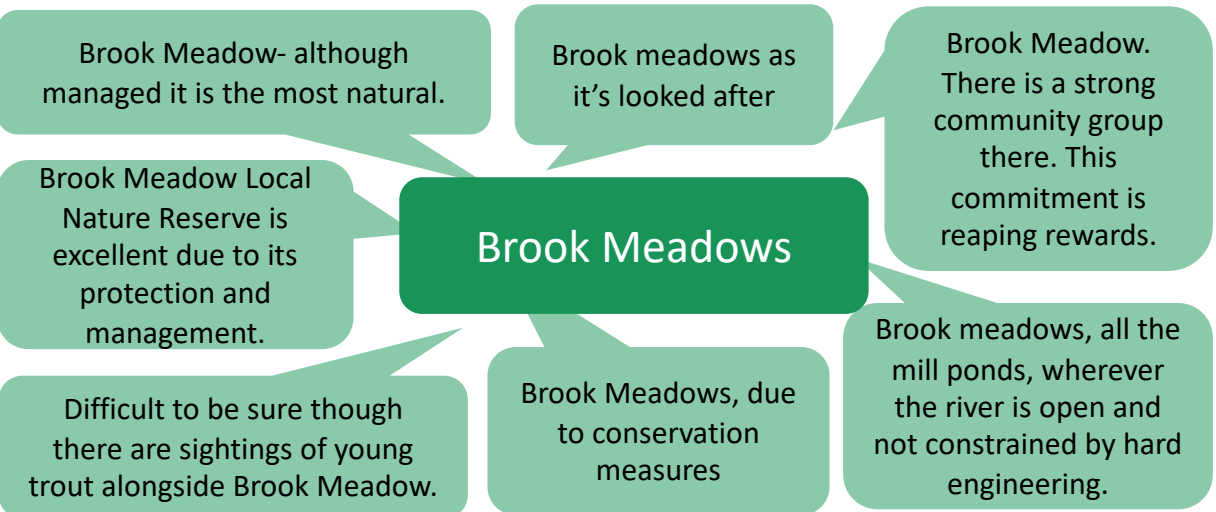 Brook Meadow- although
managed it is the most natural.
Brook meadows as
it’s looked after
Brook Meadow.
There is a strong
community group
there. This
commitment is
reaping rewards.
Brook Meadow Local
Nature Reserve is
excellent due to its
protection and
management.
Brook Meadows
Brook meadows, all the
mill ponds, wherever
the river is open and
not constrained by hard
engineering.
Difficult to be sure though
there are sightings of young
trout alongside Brook Meadow.
Brook Meadows, due
to conservation
measures